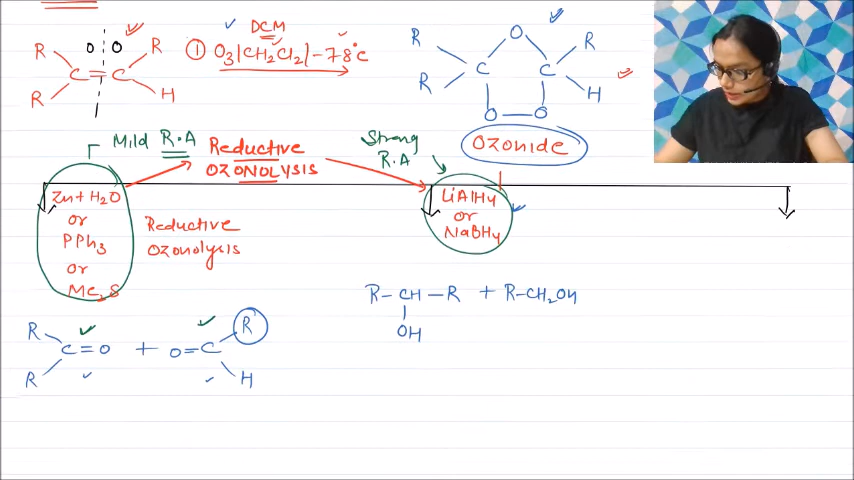 DCM
R O O R ① O3/CH2Cl2/-78°C
C=C
R H
O
R R
C C
R H
O—O
Ozonide
Mild R.A Reductive
OZONOLYSIS
Strong
R.A
Zn+H2O
or
PPh3
or
Me2S
Reductive
Ozonolysis
LiAlH4
or
NaBH4
R-CH-R + R-CH2OH
OH
R R
C=O + O=C
R H